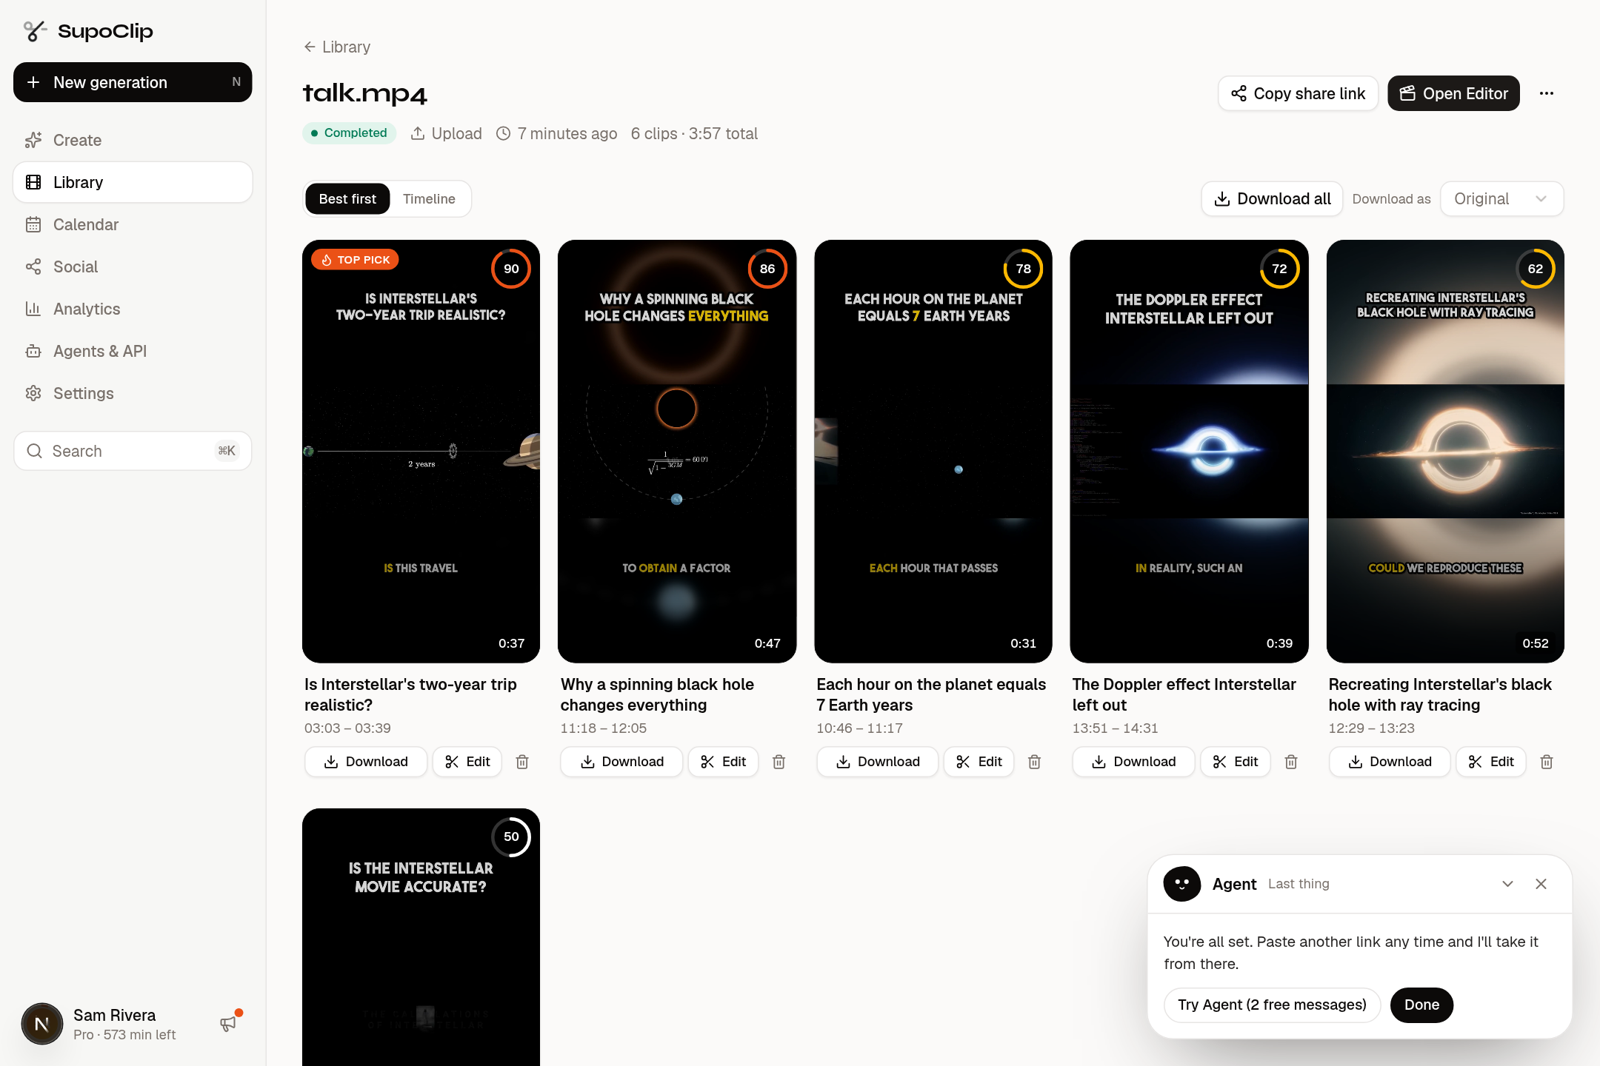 SupoClip
New generation N
Create
Library
Calendar
Social
Analytics
Agents & API
Settings
Search ⌘K
Sam Rivera
Pro · 573 min left
← Library
talk.mp4
Copy share link
Open Editor
Completed
Upload
7 minutes ago
6 clips · 3:57 total
Best first
Timeline
Download all
Download as
Original
TOP PICK
90
IS INTERSTELLAR'S
TWO-YEAR TRIP REALISTIC?
2 years
IS THIS TRAVEL
0:37
Is Interstellar's two-year trip
realistic?
03:03 – 03:39
Download
Edit
86
WHY A SPINNING BLACK
HOLE CHANGES EVERYTHING
TO OBTAIN A FACTOR
0:47
Why a spinning black hole
changes everything
11:18 – 12:05
Download
Edit
78
EACH HOUR ON THE PLANET
EQUALS 7 EARTH YEARS
EACH HOUR THAT PASSES
0:31
Each hour on the planet equals
7 Earth years
10:46 – 11:17
Download
Edit
72
THE DOPPLER EFFECT
INTERSTELLAR LEFT OUT
IN REALITY, SUCH AN
0:39
The Doppler effect Interstellar
left out
13:51 – 14:31
Download
Edit
62
RECREATING INTERSTELLAR'S
BLACK HOLE WITH RAY TRACING
COULD WE REPRODUCE THESE
0:52
Recreating Interstellar's black
hole with ray tracing
12:29 – 13:23
Download
Edit
50
IS THE INTERSTELLAR
MOVIE ACCURATE?
Agent Last thing
You're all set. Paste another link any time and I'll take it
from there.
Try Agent (2 free messages)
Done